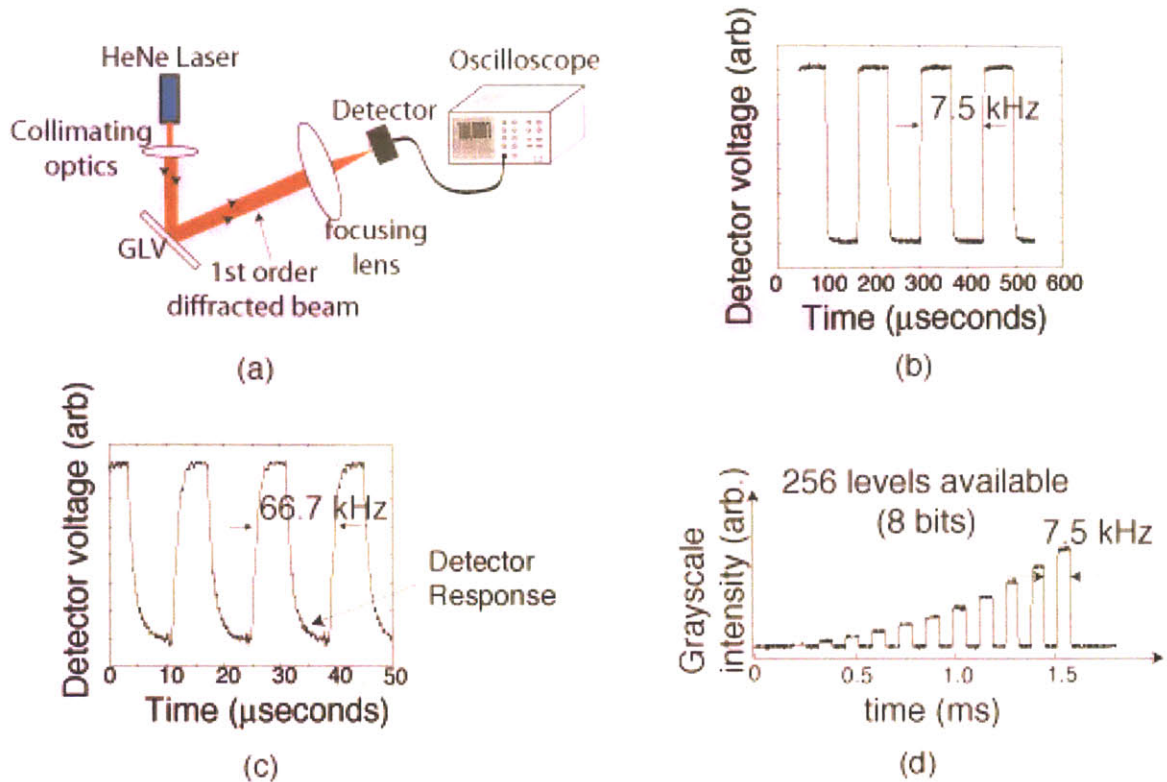 HeNe Laser
Collimating
optics
GLV
1st order
diffracted beam
focusing
lens
Detector
Oscilloscope
(a)
Detector voltage (arb)
7.5 kHz
0 100 200 300 400 500 600
Time (μseconds)
(b)
Detector voltage (arb)
66.7 kHz
Detector
Response
0 10 20 30 40 50
Time (μseconds)
(c)
Grayscale
intensity (arb.)
256 levels available
(8 bits)
7.5 kHz
0 0.5 1.0 1.5
time (ms)
(d)